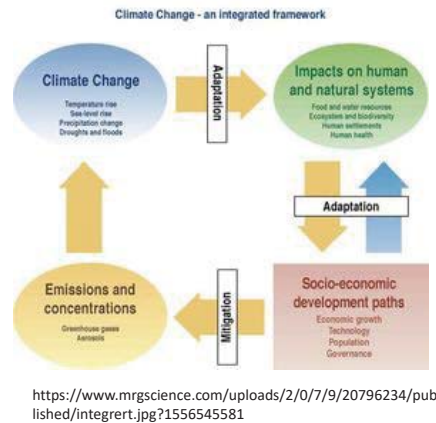 Climate Change - an integrated framework
Climate Change
Temperature rise
Sea-level rise
Precipitation change
Droughts and floods
Adaptation
Impacts on human
and natural systems
Food and water resources
Ecosystem and biodiversity
Human settlements
Human health
Adaptation
Socio-economic
development paths
Economic growth
Technology
Population
Governance
Mitigation
Emissions and
concentrations
Greenhouse gases
Aerosols
https://www.mrgscience.com/uploads/2/0/7/9/20796234/pub
lished/integrert.jpg?1556545581